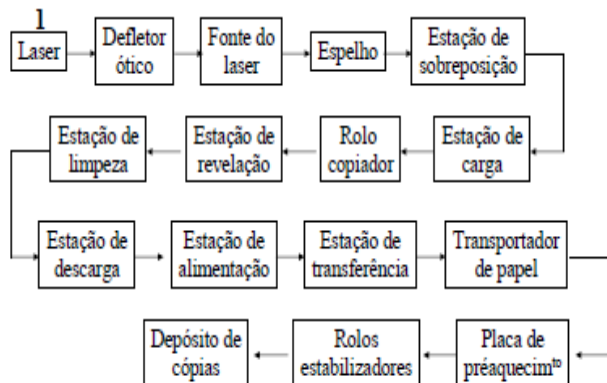 1
Laser
Defletor
ótico
Fonte do
laser
Espelho
Estação de
sobreposição
Estação de
limpeza
Estação de
revelação
Rolo
copiador
Estação de
carga
Estação de
descarga
Estação de
alimentação
Estação de
transferência
Transportador
de papel
Depósito de
cópias
Rolos
estabilizadores
Placa de
préaquecimᵗᵒ